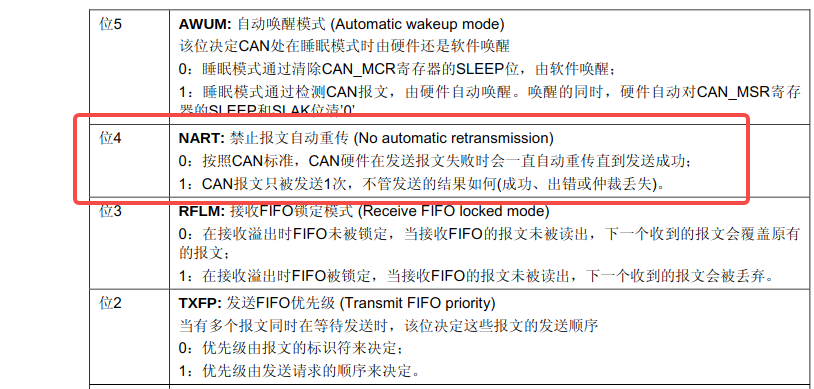 位5
AWUM: 自动唤醒模式 (Automatic wakeup mode)
该位决定CAN处在睡眠模式时由硬件还是软件唤醒
0：睡眠模式通过清除CAN_MCR寄存器的SLEEP位，由软件唤醒；
1：睡眠模式通过检测CAN报文，由硬件自动唤醒。唤醒的同时，硬件自动对CAN_MSR寄存
器的SLEEP和SLAK位清’0’
位4
NART: 禁止报文自动重传 (No automatic retransmission)
0：按照CAN标准，CAN硬件在发送报文失败时会一直自动重传直到发送成功；
1：CAN报文只被发送1次，不管发送的结果如何(成功、出错或仲裁丢失)。
位3
RFLM: 接收FIFO锁定模式 (Receive FIFO locked mode)
0：在接收溢出时FIFO未被锁定，当接收FIFO的报文未被读出，下一个收到的报文会覆盖原有
的报文；
1：在接收溢出时FIFO被锁定，当接收FIFO的报文未被读出，下一个收到的报文会被丢弃。
位2
TXFP: 发送FIFO优先级 (Transmit FIFO priority)
当有多个报文同时在等待发送时，该位决定这些报文的发送顺序
0：优先级由报文的标识符来决定；
1：优先级由发送请求的顺序来决定。